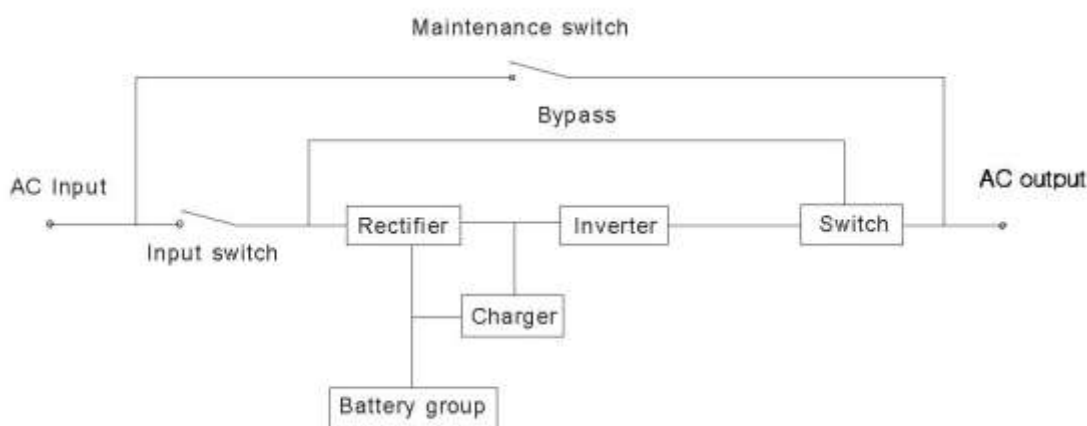 Maintenance switch
Bypass
AC Input
AC output
Input switch
Rectifier
Inverter
Switch
Charger
Battery group